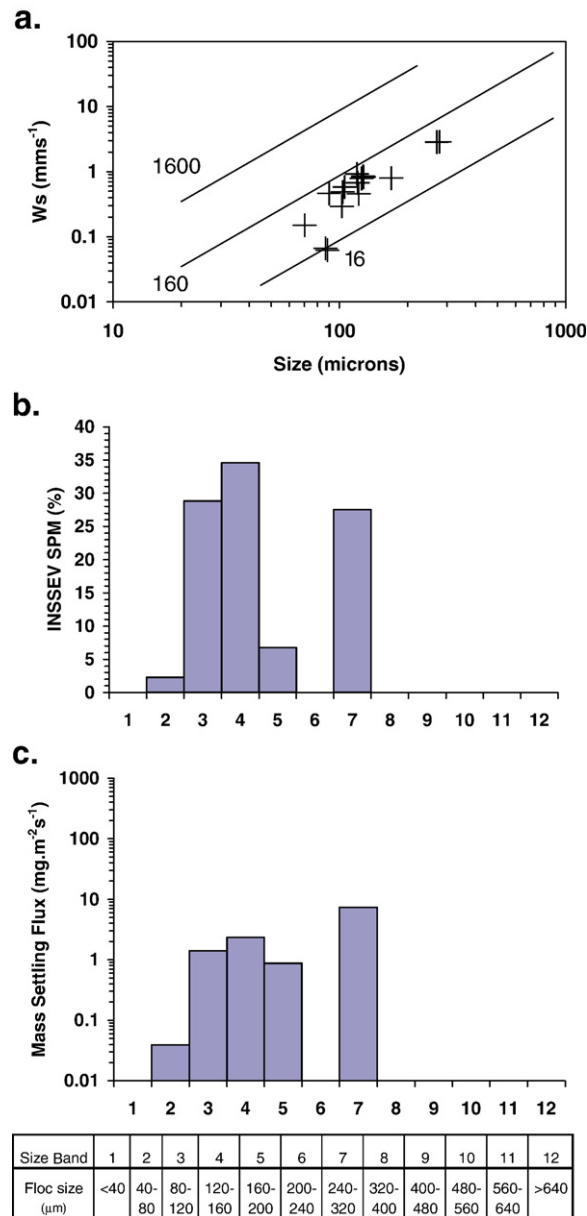 a.
100
10
1
0.1
0.01
Ws (mms⁻¹)
1600
160
16
10 100 1000
Size (microns)
b.
40
35
30
25
20
15
10
5
0
INSSEV SPM (%)
1 2 3 4 5 6 7 8 9 10 11 12
c.
1000
100
10
1
0.1
0.01
Mass Settling Flux (mg.m⁻²s⁻¹)
1 2 3 4 5 6 7 8 9 10 11 12
Size Band 1 2 3 4 5 6 7 8 9 10 11 12
Floc size (μm) <40 40-80 80-120 120-160 160-200 200-240 240-320 320-400 400-480 480-560 560-640 >640